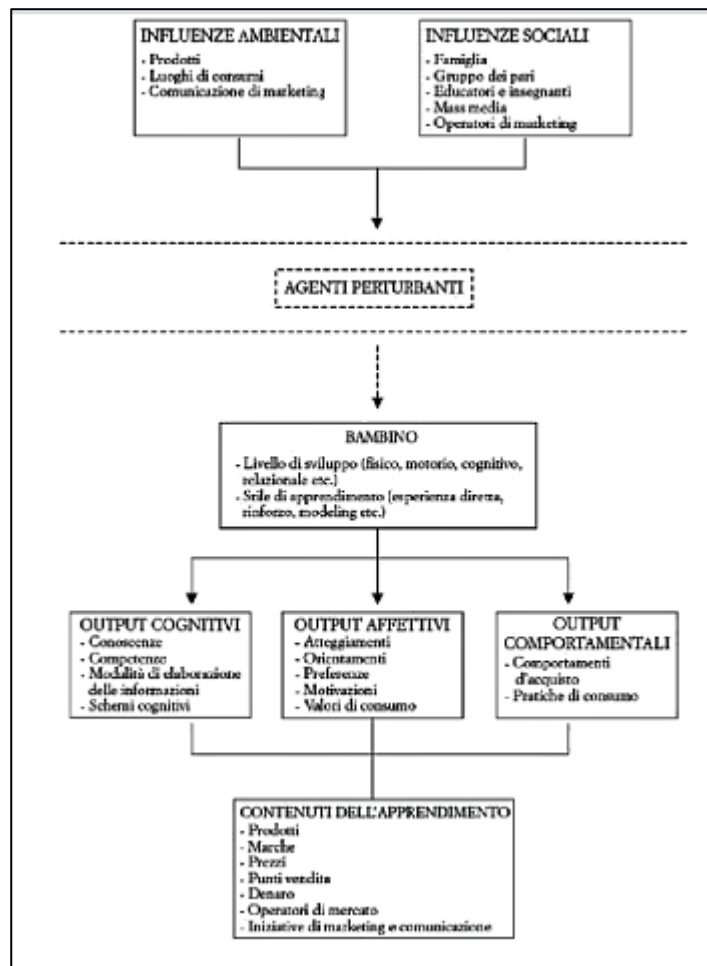 INFLUENZE AMBIENTALI
- Prodotti
- Luoghi di consumi
- Comunicazione di marketing
INFLUENZE SOCIALI
- Famiglia
- Gruppo dei pari
- Educatori e insegnanti
- Mass media
- Operatori di marketing
AGENTI PERTURBANTI
BAMBINO
- Livello di sviluppo (fisico, motorio, cognitivo,
relazionale etc.)
- Stile di apprendimento (esperienza diretta,
rinforzo, modeling etc.)
OUTPUT COGNITIVI
- Conoscenze
- Competenze
- Modalità di elaborazione
delle informazioni
- Schemi cognitivi
OUTPUT AFFETTIVI
- Atteggiamenti
- Orientamenti
- Preferenze
- Motivazioni
- Valori di consumo
OUTPUT
COMPORTAMENTALI
- Comportamenti
d'acquisto
- Pratiche di consumo
CONTENUTI DELL'APPRENDIMENTO
- Prodotti
- Marche
- Prezzi
- Punti vendita
- Denaro
- Operatori di mercato
- Iniziative di marketing e comunicazione